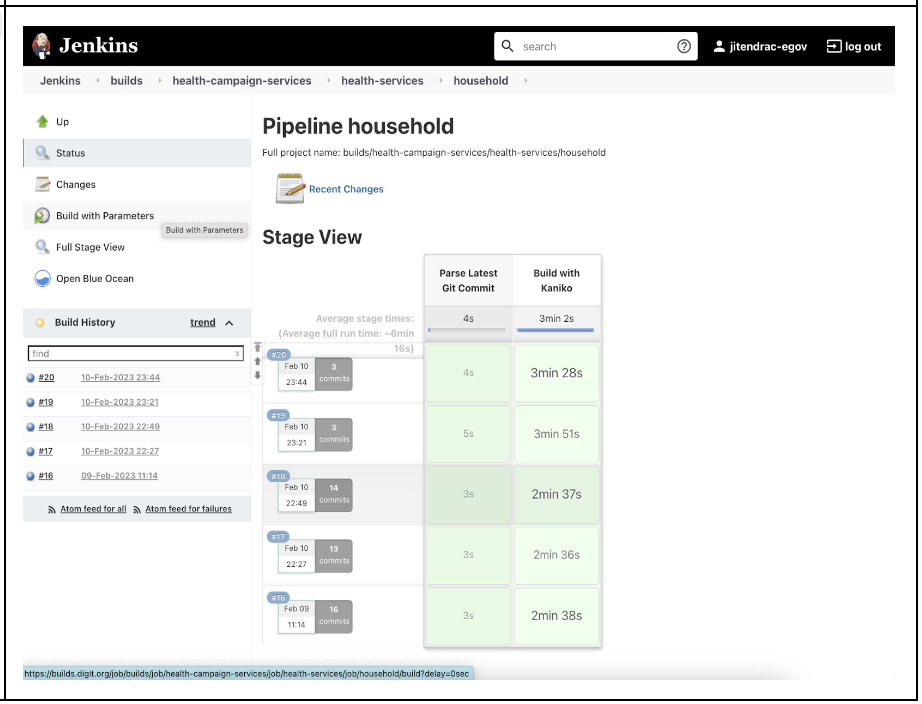 Jenkins
search
jitendrac-egov
log out
Jenkins
builds
health-campaign-services
health-services
household
Up
Status
Changes
Build with Parameters
Build with Parameters
Full Stage View
Open Blue Ocean
Build History
trend
find
x
#20 10-Feb-2023 23:44
#19 10-Feb-2023 23:21
#18 10-Feb-2023 22:49
#17 10-Feb-2023 22:27
#16 09-Feb-2023 11:14
Atom feed for all
Atom feed for failures
Pipeline household
Full project name: builds/health-campaign-services/health-services/household
Recent Changes
Stage View
Parse Latest
Git Commit
Build with
Kaniko
Average stage times:
(Average full run time: ~6min
16s)
4s
3min 2s
#20
Feb 10
23:44
3
commits
4s
3min 28s
#19
Feb 10
23:21
3
commits
5s
3min 51s
#18
Feb 10
22:49
14
commits
3s
2min 37s
#17
Feb 10
22:27
13
commits
3s
2min 36s
#16
Feb 09
11:14
16
commits
3s
2min 38s
https://builds.digit.org/job/builds/job/health-campaign-services/job/health-services/job/household/build?delay=0sec